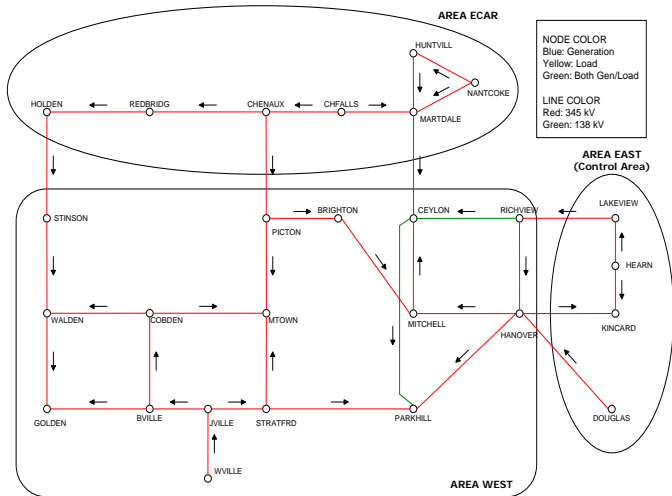 AREA ECAR
HUNTVILL
NANTCOKE
HOLDEN
REDBRIDG
CHENAUX
CHFALLS
MARTDALE
NODE COLOR
Blue: Generation
Yellow: Load
Green: Both Gen/Load
LINE COLOR
Red: 345 kV
Green: 138 kV
AREA EAST
(Control Area)
STINSON
PICTON
BRIGHTON
CEYLON
RICHVIEW
LAKEVIEW
HEARN
WALDEN
COBDEN
MTOWN
MITCHELL
HANOVER
KINCARD
GOLDEN
BVILLE
JVILLE
STRATFRD
PARKHILL
DOUGLAS
WVILLE
AREA WEST